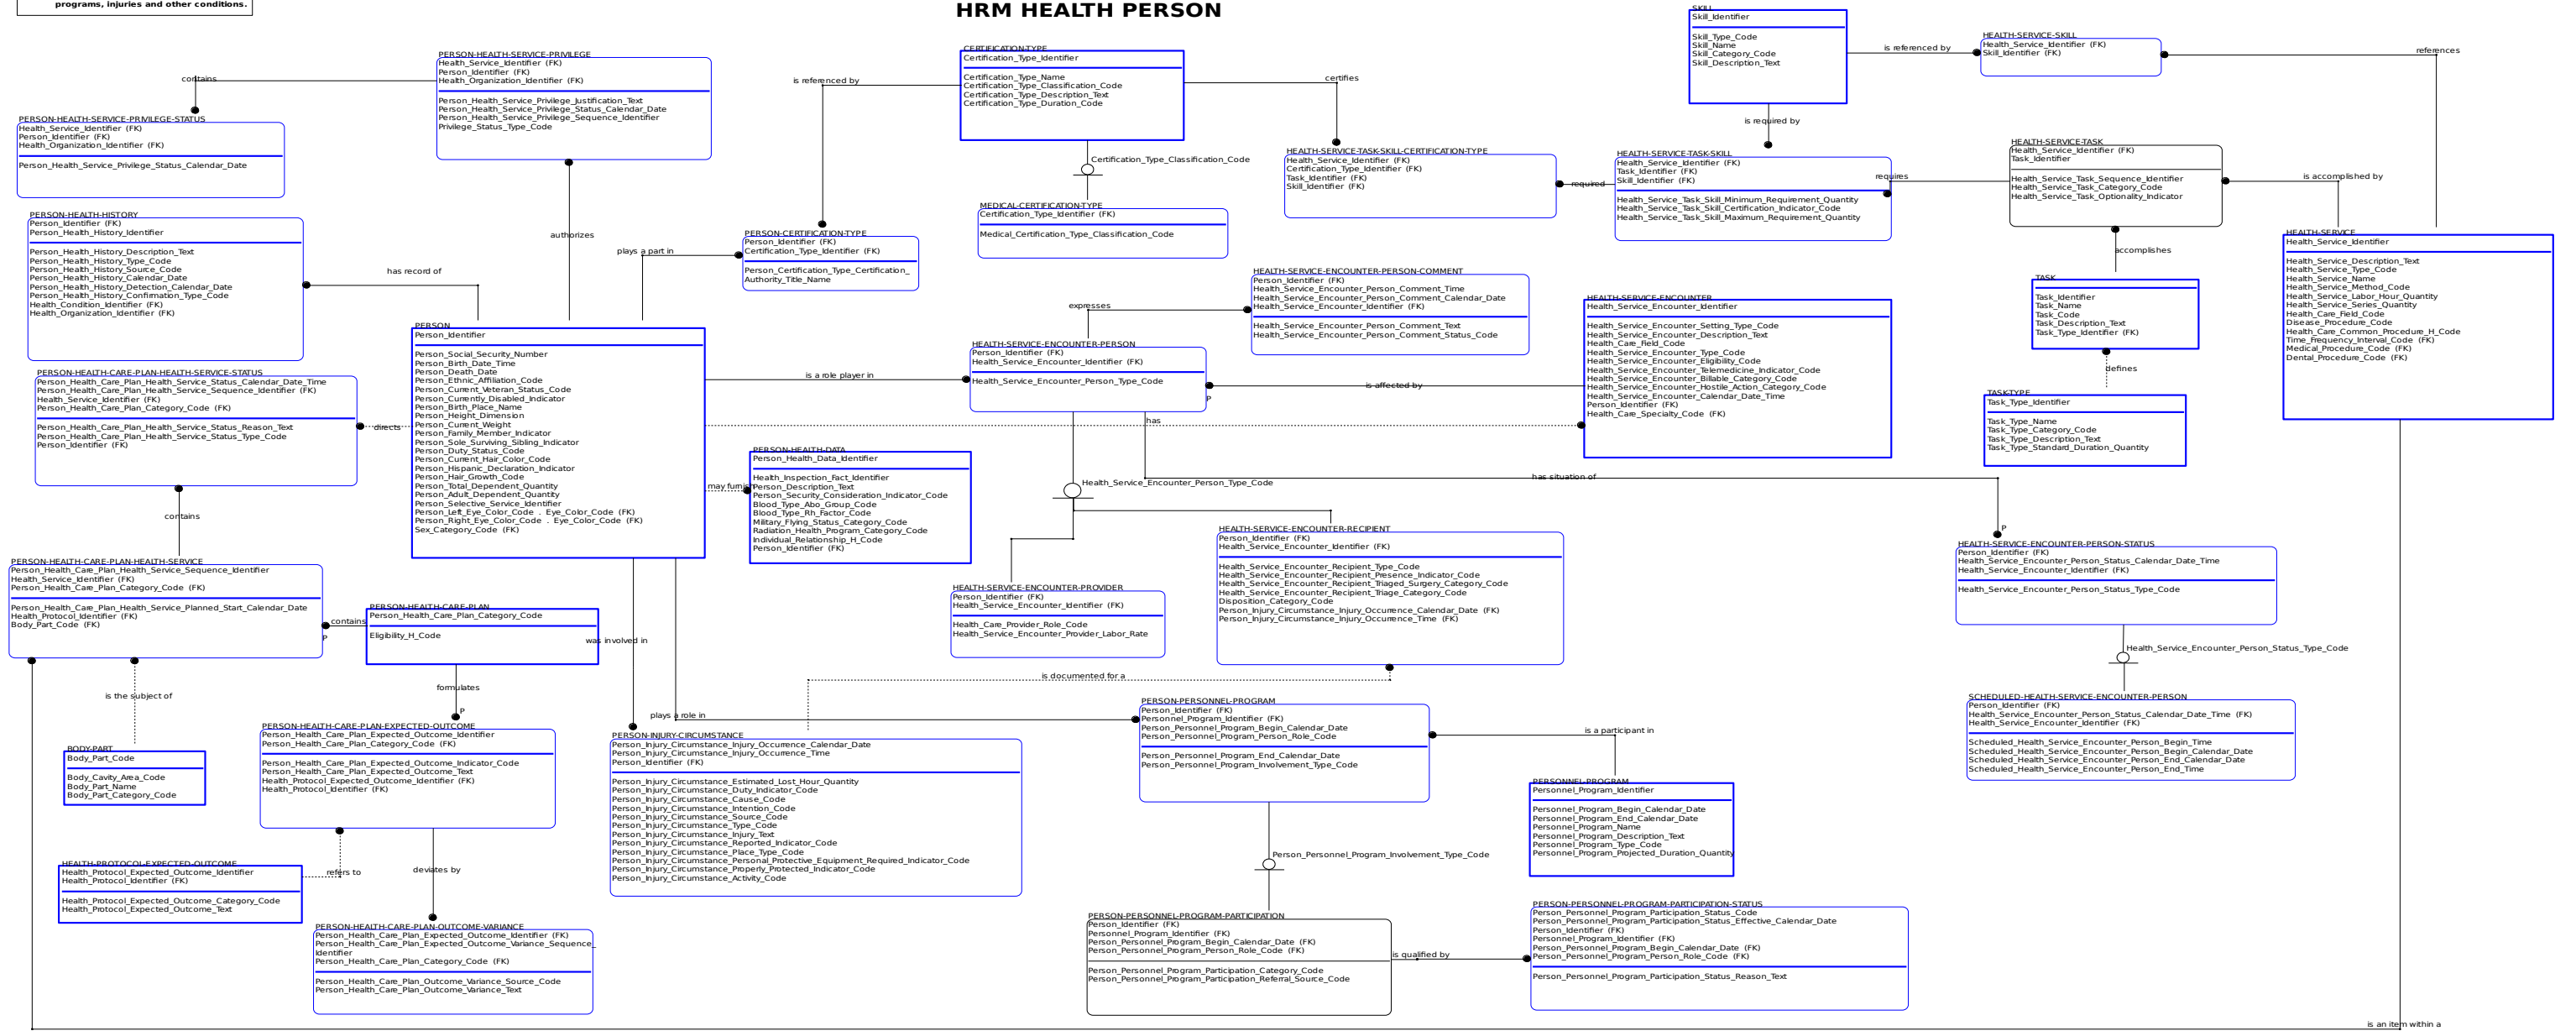 programs, injuries and other conditions.
HRM HEALTH PERSON
SKILL
Skill_Identifier
Skill_Type_Code
Skill_Name
Skill_Category_Code
Skill_Description_Text
is referenced by
HEALTH-SERVICE-SKILL
Health_Service_Identifier (FK)
Skill_Identifier (FK)
references
PERSON-HEALTH-SERVICE-PRIVILEGE
Health_Service_Identifier (FK)
Person_Identifier (FK)
Health_Organization_Identifier (FK)
Person_Health_Service_Privilege_Justification_Text
Person_Health_Service_Privilege_Status_Calendar_Date
Person_Health_Service_Privilege_Sequence_Identifier
Privilege_Status_Type_Code
contains
CERTIFICATION-TYPE
Certification_Type_Identifier
Certification_Type_Name
Certification_Type_Classification_Code
Certification_Type_Description_Text
Certification_Type_Duration_Code
is referenced by
certifies
PERSON-HEALTH-SERVICE-PRIVILEGE-STATUS
Health_Service_Identifier (FK)
Person_Identifier (FK)
Health_Organization_Identifier (FK)
Person_Health_Service_Privilege_Status_Calendar_Date
is required by
Certification_Type_Classification_Code
HEALTH-SERVICE-TASK-SKILL-CERTIFICATION-TYPE
Health_Service_Identifier (FK)
Certification_Type_Identifier (FK)
Task_Identifier (FK)
Skill_Identifier (FK)
required
HEALTH-SERVICE-TASK-SKILL
Health_Service_Identifier (FK)
Task_Identifier (FK)
Skill_Identifier (FK)
Health_Service_Task_Skill_Minimum_Requirement_Quantity
Health_Service_Task_Skill_Certification_Indicator_Code
Health_Service_Task_Skill_Maximum_Requirement_Quantity
requires
HEALTH-SERVICE-TASK
Health_Service_Identifier (FK)
Task_Identifier
Health_Service_Task_Sequence_Identifier
Health_Service_Task_Category_Code
Health_Service_Task_Optionality_Indicator
is accomplished by
MEDICAL-CERTIFICATION-TYPE
Certification_Type_Identifier (FK)
Medical_Certification_Type_Classification_Code
PERSON-HEALTH-HISTORY
Person_Identifier (FK)
Person_Health_History_Identifier
Person_Health_History_Description_Text
Person_Health_History_Type_Code
Person_Health_History_Source_Code
Person_Health_History_Calendar_Date
Person_Health_History_Detection_Calendar_Date
Person_Health_History_Confirmation_Type_Code
Health_Condition_Identifier (FK)
Health_Organization_Identifier (FK)
has record of
authorizes
plays a part in
PERSON-CERTIFICATION-TYPE
Person_Identifier (FK)
Certification_Type_Identifier (FK)
Person_Certification_Type_Certification_
Authority_Title_Name
accomplishes
HEALTH-SERVICE
Health_Service_Identifier
Health_Service_Description_Text
Health_Service_Type_Code
Health_Service_Name
Health_Service_Method_Code
Health_Service_Labor_Hour_Quantity
Health_Service_Series_Quantity
Health_Care_Field_Code
Disease_Procedure_Code
Health_Care_Common_Procedure_H_Code
Time_Frequency_Interval_Code (FK)
Medical_Procedure_Code (FK)
Dental_Procedure_Code (FK)
HEALTH-SERVICE-ENCOUNTER-PERSON-COMMENT
Person_Identifier (FK)
Health_Service_Encounter_Person_Comment_Time
Health_Service_Encounter_Person_Comment_Calendar_Date
Health_Service_Encounter_Identifier (FK)
Health_Service_Encounter_Person_Comment_Text
Health_Service_Encounter_Person_Comment_Status_Code
expresses
TASK
Task_Identifier
Task_Name
Task_Code
Task_Description_Text
Task_Type_Identifier (FK)
defines
HEALTH-SERVICE-ENCOUNTER
Health_Service_Encounter_Identifier
Health_Service_Encounter_Setting_Type_Code
Health_Service_Encounter_Description_Text
Health_Care_Field_Code
Health_Service_Encounter_Type_Code
Health_Service_Encounter_Eligibility_Code
Health_Service_Encounter_Telemedicine_Indicator_Code
Health_Service_Encounter_Billable_Category_Code
Health_Service_Encounter_Hostile_Action_Category_Code
Health_Service_Encounter_Calendar_Date_Time
Person_Identifier (FK)
Health_Care_Specialty_Code (FK)
PERSON
Person_Identifier
Person_Social_Security_Number
Person_Birth_Date_Time
Person_Death_Date
Person_Ethnic_Affiliation_Code
Person_Current_Veteran_Status_Code
Person_Currently_Disabled_Indicator
Person_Birth_Place_Name
Person_Height_Dimension
Person_Current_Weight
Person_Family_Member_Indicator
Person_Sole_Surviving_Sibling_Indicator
Person_Duty_Status_Code
Person_Current_Hair_Color_Code
Person_Hispanic_Declaration_Indicator
Person_Hair_Growth_Code
Person_Total_Dependent_Quantity
Person_Adult_Dependent_Quantity
Person_Selective_Service_Identifier
Person_Left_Eye_Color_Code . Eye_Color_Code (FK)
Person_Right_Eye_Color_Code . Eye_Color_Code (FK)
Sex_Category_Code (FK)
HEALTH-SERVICE-ENCOUNTER-PERSON
Person_Identifier (FK)
Health_Service_Encounter_Identifier (FK)
Health_Service_Encounter_Person_Type_Code
is a role player in
is affected by
P
has
PERSON-HEALTH-CARE-PLAN-HEALTH-SERVICE-STATUS
Person_Health_Care_Plan_Health_Service_Status_Calendar_Date_Time
Person_Health_Care_Plan_Health_Service_Sequence_Identifier (FK)
Health_Service_Identifier (FK)
Person_Health_Care_Plan_Category_Code (FK)
Person_Health_Care_Plan_Health_Service_Status_Reason_Text
Person_Health_Care_Plan_Health_Service_Status_Type_Code
Person_Identifier (FK)
directs
TASK-TYPE
Task_Type_Identifier
Task_Type_Name
Task_Type_Category_Code
Task_Type_Description_Text
Task_Type_Standard_Duration_Quantity
PERSON-HEALTH-DATA
Person_Health_Data_Identifier
Health_Inspection_Fact_Identifier
Person_Description_Text
Person_Security_Consideration_Indicator_Code
Blood_Type_Abo_Group_Code
Blood_Type_Rh_Factor_Code
Military_Flying_Status_Category_Code
Radiation_Health_Program_Category_Code
Individual_Relationship_H_Code
Person_Identifier (FK)
may furnish
Health_Service_Encounter_Person_Type_Code
has situation of
P
contains
HEALTH-SERVICE-ENCOUNTER-RECIPIENT
Person_Identifier (FK)
Health_Service_Encounter_Identifier (FK)
Health_Service_Encounter_Recipient_Type_Code
Health_Service_Encounter_Recipient_Presence_Indicator_Code
Health_Service_Encounter_Recipient_Triaged_Surgery_Category_Code
Health_Service_Encounter_Recipient_Triage_Category_Code
Disposition_Category_Code
Person_Injury_Circumstance_Injury_Occurrence_Calendar_Date (FK)
Person_Injury_Circumstance_Injury_Occurrence_Time (FK)
HEALTH-SERVICE-ENCOUNTER-PERSON-STATUS
Person_Identifier (FK)
Health_Service_Encounter_Person_Status_Calendar_Date_Time
Health_Service_Encounter_Identifier (FK)
Health_Service_Encounter_Person_Status_Type_Code
PERSON-HEALTH-CARE-PLAN-HEALTH-SERVICE
Person_Health_Care_Plan_Health_Service_Sequence_Identifier
Health_Service_Identifier (FK)
Person_Health_Care_Plan_Category_Code (FK)
Person_Health_Care_Plan_Health_Service_Planned_Start_Calendar_Date
Health_Protocol_Identifier (FK)
Body_Part_Code (FK)
contains
P
HEALTH-SERVICE-ENCOUNTER-PROVIDER
Person_Identifier (FK)
Health_Service_Encounter_Identifier (FK)
Health_Care_Provider_Role_Code
Health_Service_Encounter_Provider_Labor_Rate
PERSON-HEALTH-CARE-PLAN
Person_Health_Care_Plan_Category_Code
Eligibility_H_Code
was involved in
Health_Service_Encounter_Person_Status_Type_Code
is documented for a
is the subject of
formulates
P
plays a role in
SCHEDULED-HEALTH-SERVICE-ENCOUNTER-PERSON
Person_Identifier (FK)
Health_Service_Encounter_Person_Status_Calendar_Date_Time (FK)
Health_Service_Encounter_Identifier (FK)
Scheduled_Health_Service_Encounter_Person_Begin_Time
Scheduled_Health_Service_Encounter_Person_Begin_Calendar_Date
Scheduled_Health_Service_Encounter_Person_End_Calendar_Date
Scheduled_Health_Service_Encounter_Person_End_Time
PERSON-PERSONNEL-PROGRAM
Person_Identifier (FK)
Personnel_Program_Identifier (FK)
Person_Personnel_Program_Begin_Calendar_Date
Person_Personnel_Program_Person_Role_Code
Person_Personnel_Program_End_Calendar_Date
Person_Personnel_Program_Involvement_Type_Code
is a participant in
PERSON-HEALTH-CARE-PLAN-EXPECTED-OUTCOME
Person_Health_Care_Plan_Expected_Outcome_Identifier
Person_Health_Care_Plan_Category_Code (FK)
Person_Health_Care_Plan_Expected_Outcome_Indicator_Code
Person_Health_Care_Plan_Expected_Outcome_Text
Health_Protocol_Expected_Outcome_Identifier (FK)
Health_Protocol_Identifier (FK)
PERSON-INJURY-CIRCUMSTANCE
Person_Injury_Circumstance_Injury_Occurrence_Calendar_Date
Person_Injury_Circumstance_Injury_Occurrence_Time
Person_Identifier (FK)
Person_Injury_Circumstance_Estimated_Lost_Hour_Quantity
Person_Injury_Circumstance_Duty_Indicator_Code
Person_Injury_Circumstance_Cause_Code
Person_Injury_Circumstance_Intention_Code
Person_Injury_Circumstance_Source_Code
Person_Injury_Circumstance_Type_Code
Person_Injury_Circumstance_Injury_Text
Person_Injury_Circumstance_Reported_Indicator_Code
Person_Injury_Circumstance_Place_Type_Code
Person_Injury_Circumstance_Personal_Protective_Equipment_Required_Indicator_Code
Person_Injury_Circumstance_Properly_Protected_Indicator_Code
Person_Injury_Circumstance_Activity_Code
BODY-PART
Body_Part_Code
Body_Cavity_Area_Code
Body_Part_Name
Body_Part_Category_Code
PERSONNEL-PROGRAM
Personnel_Program_Identifier
Personnel_Program_Begin_Calendar_Date
Personnel_Program_End_Calendar_Date
Personnel_Program_Name
Personnel_Program_Description_Text
Personnel_Program_Type_Code
Personnel_Program_Projected_Duration_Quantity
Person_Personnel_Program_Involvement_Type_Code
HEALTH-PROTOCOL-EXPECTED-OUTCOME
Health_Protocol_Expected_Outcome_Identifier
Health_Protocol_Identifier (FK)
Health_Protocol_Expected_Outcome_Category_Code
Health_Protocol_Expected_Outcome_Text
refers to
deviates by
PERSON-HEALTH-CARE-PLAN-OUTCOME-VARIANCE
Person_Health_Care_Plan_Expected_Outcome_Identifier (FK)
Person_Health_Care_Plan_Expected_Outcome_Variance_Sequence_
Identifier
Person_Health_Care_Plan_Category_Code (FK)
Person_Health_Care_Plan_Outcome_Variance_Source_Code
Person_Health_Care_Plan_Outcome_Variance_Text
PERSON-PERSONNEL-PROGRAM-PARTICIPATION
Person_Identifier (FK)
Personnel_Program_Identifier (FK)
Person_Personnel_Program_Begin_Calendar_Date (FK)
Person_Personnel_Program_Person_Role_Code (FK)
Person_Personnel_Program_Participation_Category_Code
Person_Personnel_Program_Participation_Referral_Source_Code
is qualified by
PERSON-PERSONNEL-PROGRAM-PARTICIPATION-STATUS
Person_Personnel_Program_Participation_Status_Code
Person_Personnel_Program_Participation_Status_Effective_Calendar_Date
Person_Identifier (FK)
Personnel_Program_Identifier (FK)
Person_Personnel_Program_Begin_Calendar_Date (FK)
Person_Personnel_Program_Person_Role_Code (FK)
Person_Personnel_Program_Participation_Status_Reason_Text
is an item within a